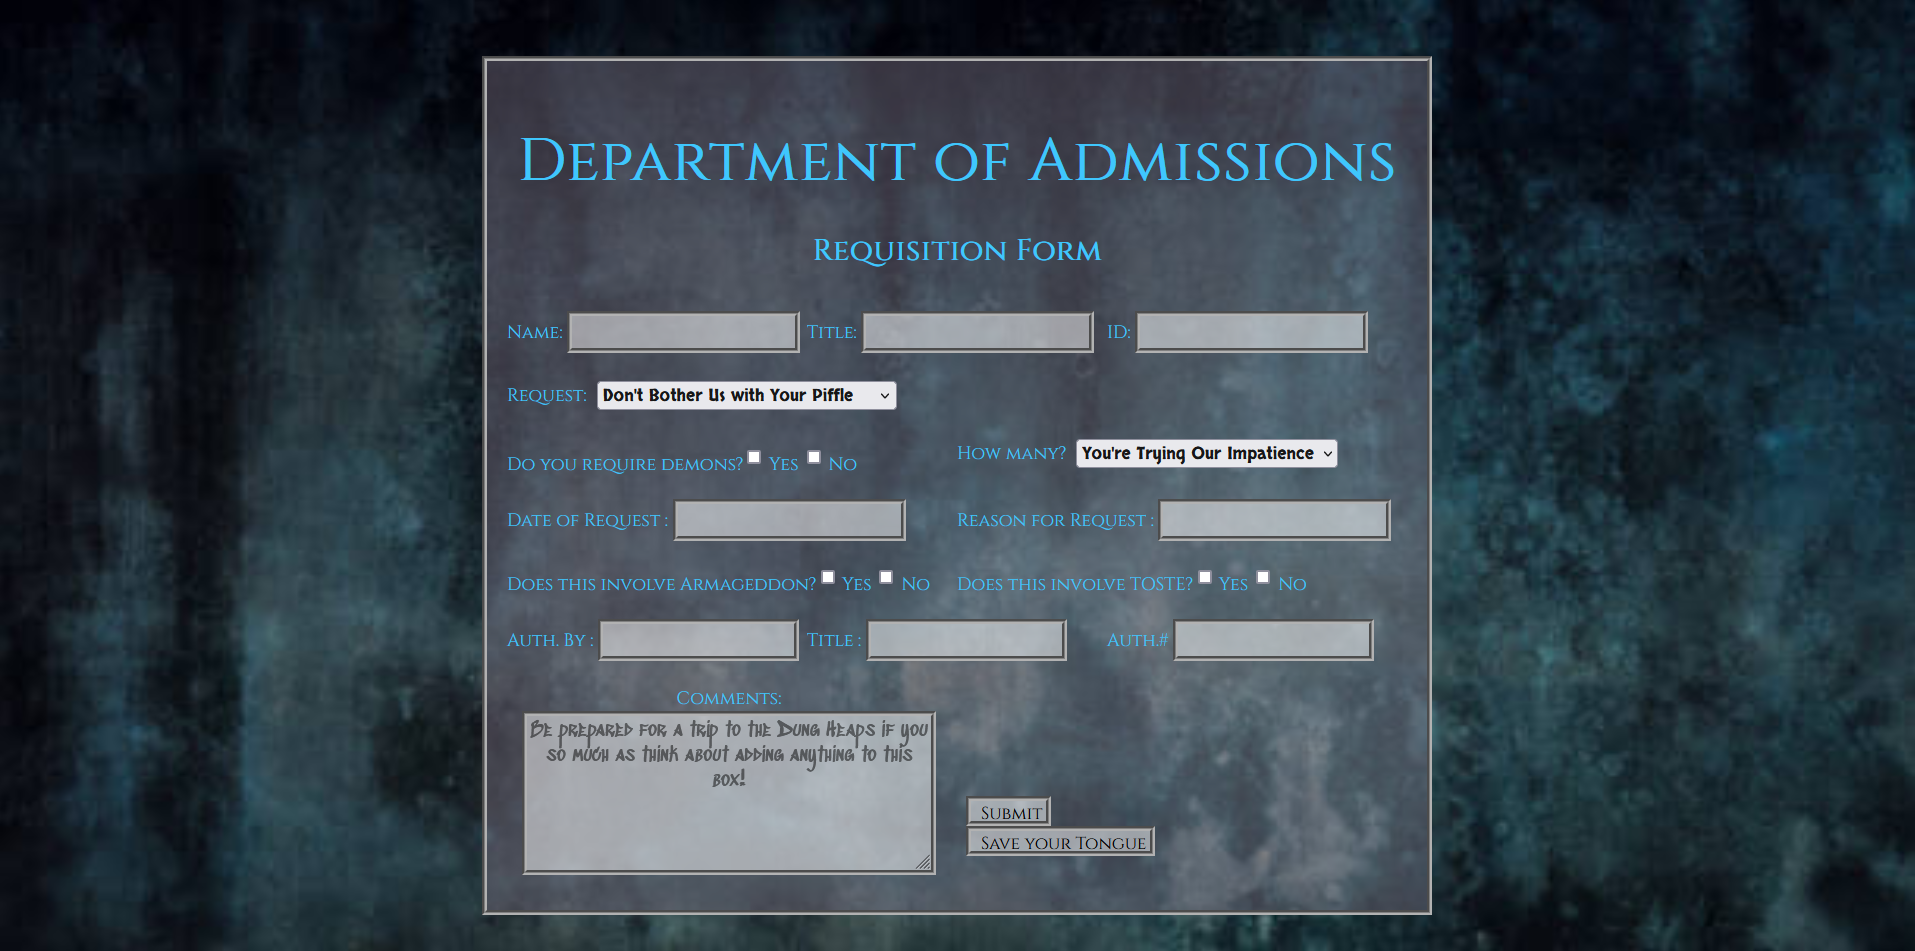 Department of Admissions
Requisition Form
Name: Title: ID:
Request: Don't Bother Us with Your Piffle
Do you require demons? Yes No How many? You're Trying Our Impatience
Date of Request : Reason for Request :
Does this involve Armageddon? Yes No Does this involve TOSTE? Yes No
Auth. By : Title : Auth.#
Comments:
Be prepared for a trip to the Dung Heaps if you
so much as think about adding anything to this
box!
Submit
Save your Tongue